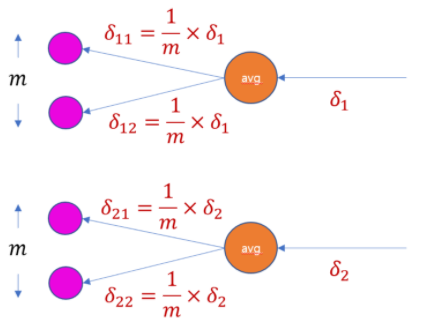 δ₁₁ = 1/m × δ₁
m
avg
δ₁
δ₁₂ = 1/m × δ₁
δ₂₁ = 1/m × δ₂
m
avg
δ₂
δ₂₂ = 1/m × δ₂